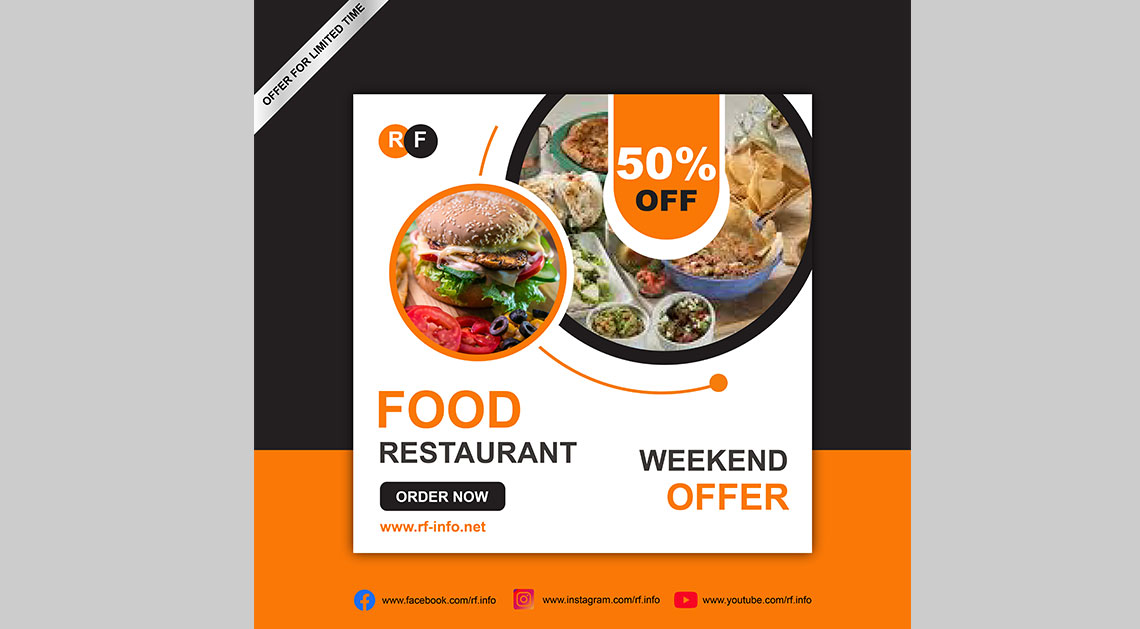 OFFER FOR LIMITED TIME
R F
50%
OFF
FOOD
RESTAURANT
ORDER NOW
www.rf-info.net
WEEKEND
OFFER
www.facebook.com/rf.info
www.instagram.com/rf.info
www.youtube.com/rf.info